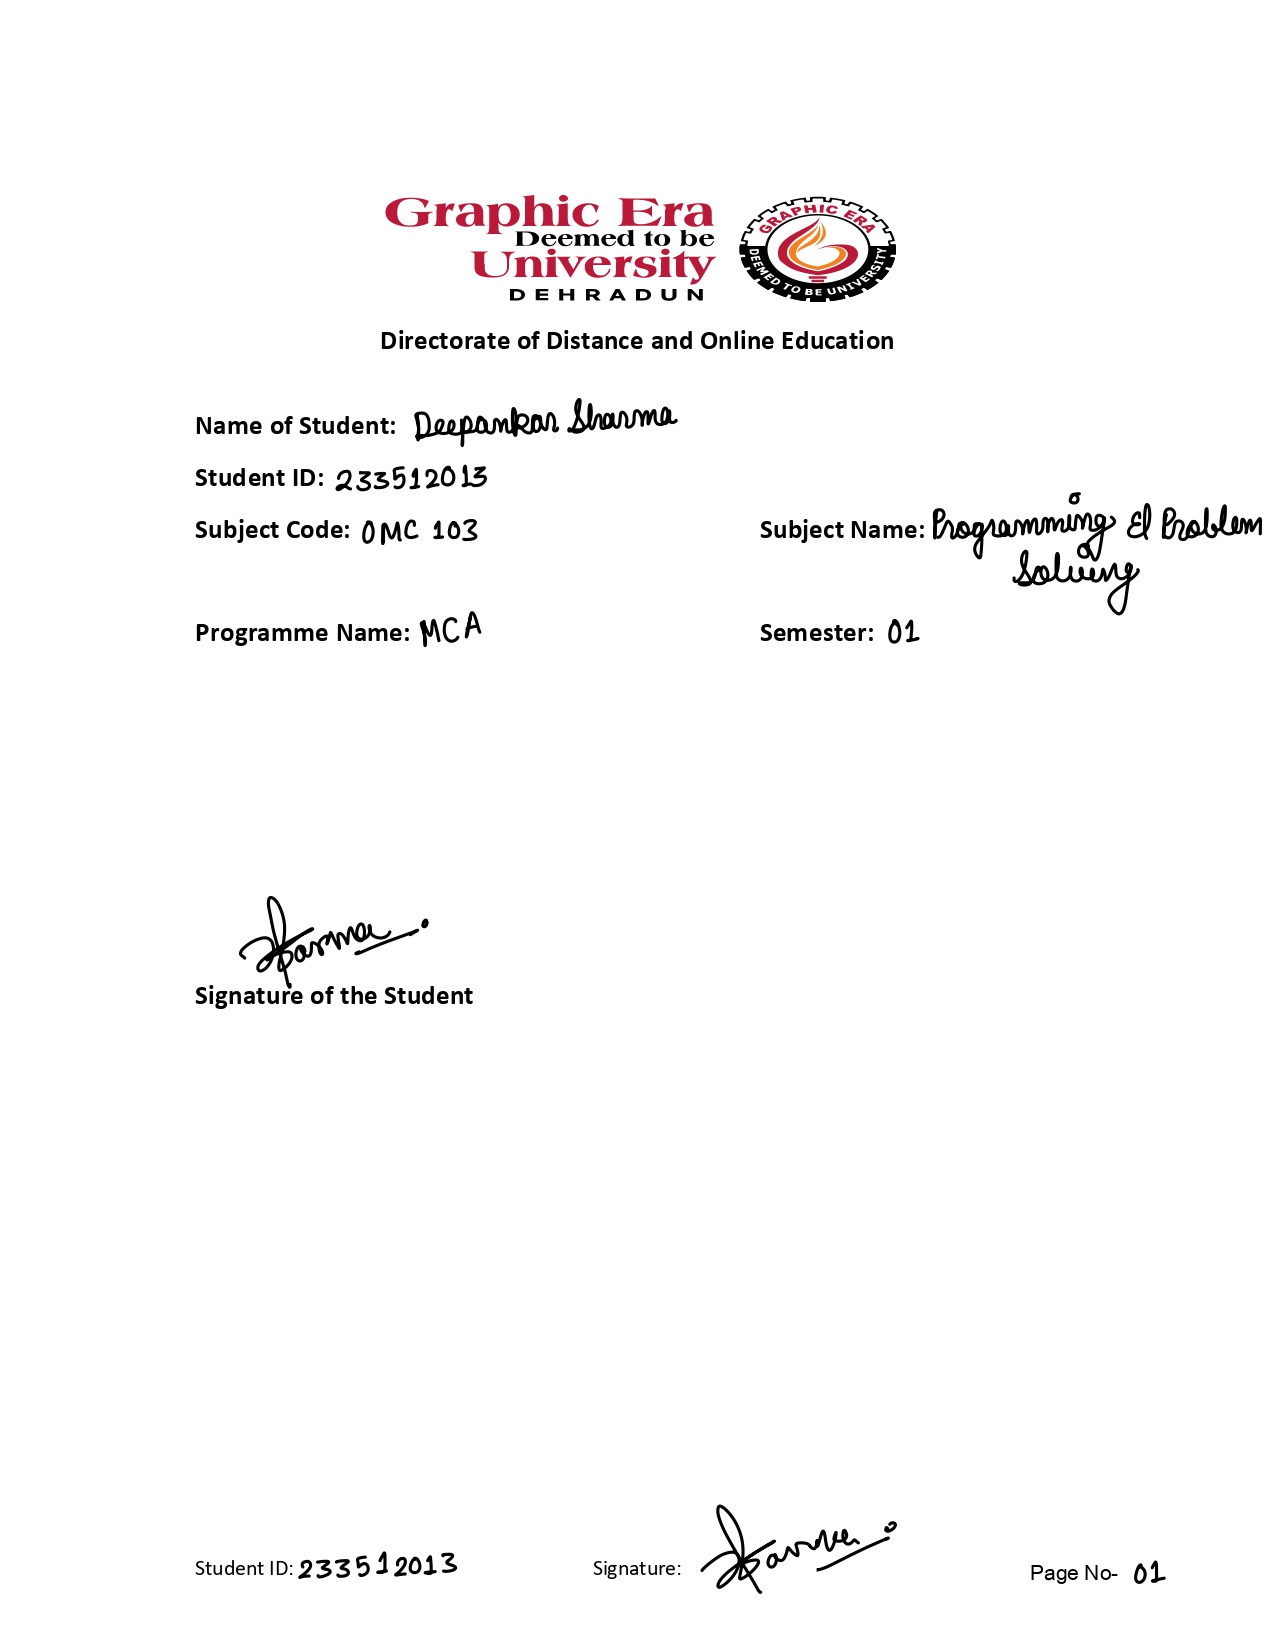 Graphic Era
Deemed to be
University
DEHRADUN
GRAPHIC ERA
DEEMED TO BE UNIVERSITY
Directorate of Distance and Online Education
Name of Student: Deepankar Sharma
Student ID: 233512013
Subject Code: OMC 103 Subject Name: Programming & Problem
Solving
Programme Name: MCA Semester: 01
Sharma
Signature of the Student
Student ID: 233512013 Signature: Sharma Page No- 01